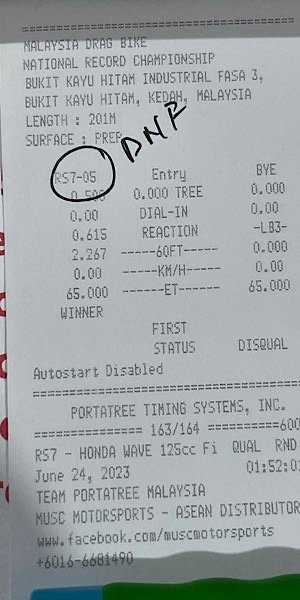 MALAYSIA DRAG BIKE
NATIONAL RECORD CHAMPIONSHIP
BUKIT KAYU HITAM INDUSTRIAL FASA 3,
BUKIT KAYU HITAM, KEDAH, MALAYSIA
LENGTH : 201M
SURFACE : PREP
DNF
RS7-05 Entry BYE
0.500 0.000 TREE 0.000
0.00 DIAL-IN 0.00
0.615 REACTION -LB3-
2.267 -----60FT----- 0.000
0.00 -----KM/H----- 0.00
65.000 ------ET------ 65.000
WINNER
FIRST
STATUS DISQUAL
Autostart Disabled
PORTATREE TIMING SYSTEMS, INC.
============== 163/164 ==========600
RS7 - HONDA WAVE 125cc Fi QUAL RND
June 24, 2023 01:52:0
TEAM PORTATREE MALAYSIA
MUSC MOTORSPORTS - ASEAN DISTRIBUTOR
www.facebook.com/muscmotorsports
+6016-6681490